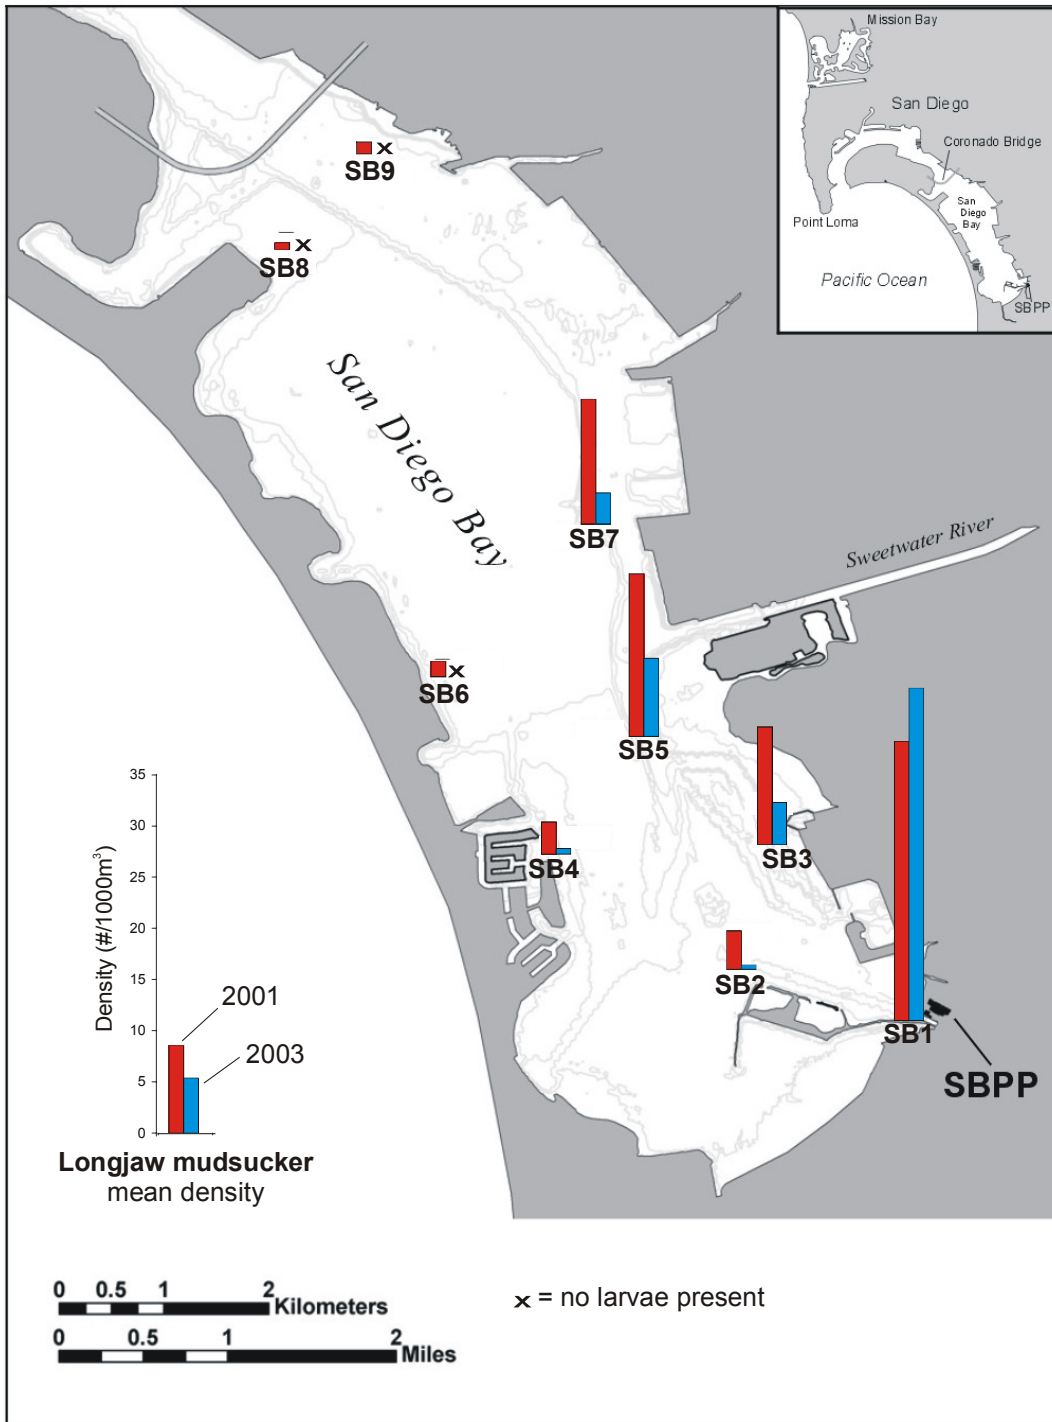 Mission Bay
San Diego
Coronado Bridge
San
Diego
Bay
Point Loma
Pacific Ocean
SBPP
x
SB9
x
SB8
San Diego Bay
SB7
Sweetwater River
x
SB6
SB5
SB3
SB4
SB2
SB1
SBPP
35
30
25
20
15
10
5
0
Density (#/1000m³)
2001
2003
Longjaw mudsucker
mean density
0 0.5 1 2
Kilometers
0 0.5 1 2
Miles
x = no larvae present